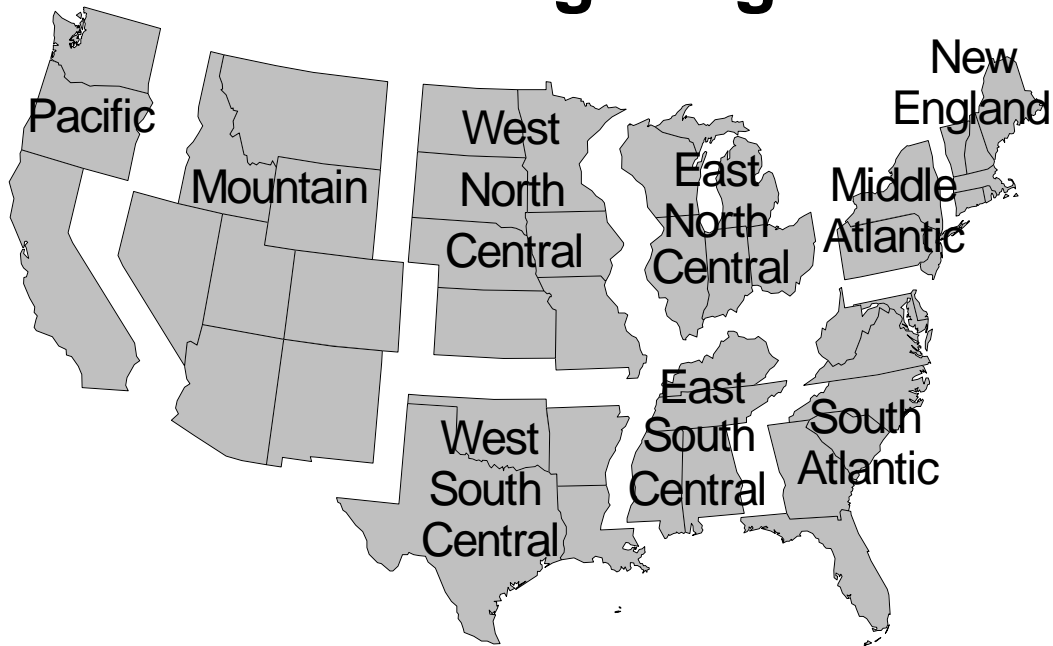 New
England
Pacific
West
North
Central
East
North
Central
Middle
Atlantic
Mountain
East
South
Central
South
Atlantic
West
South
Central